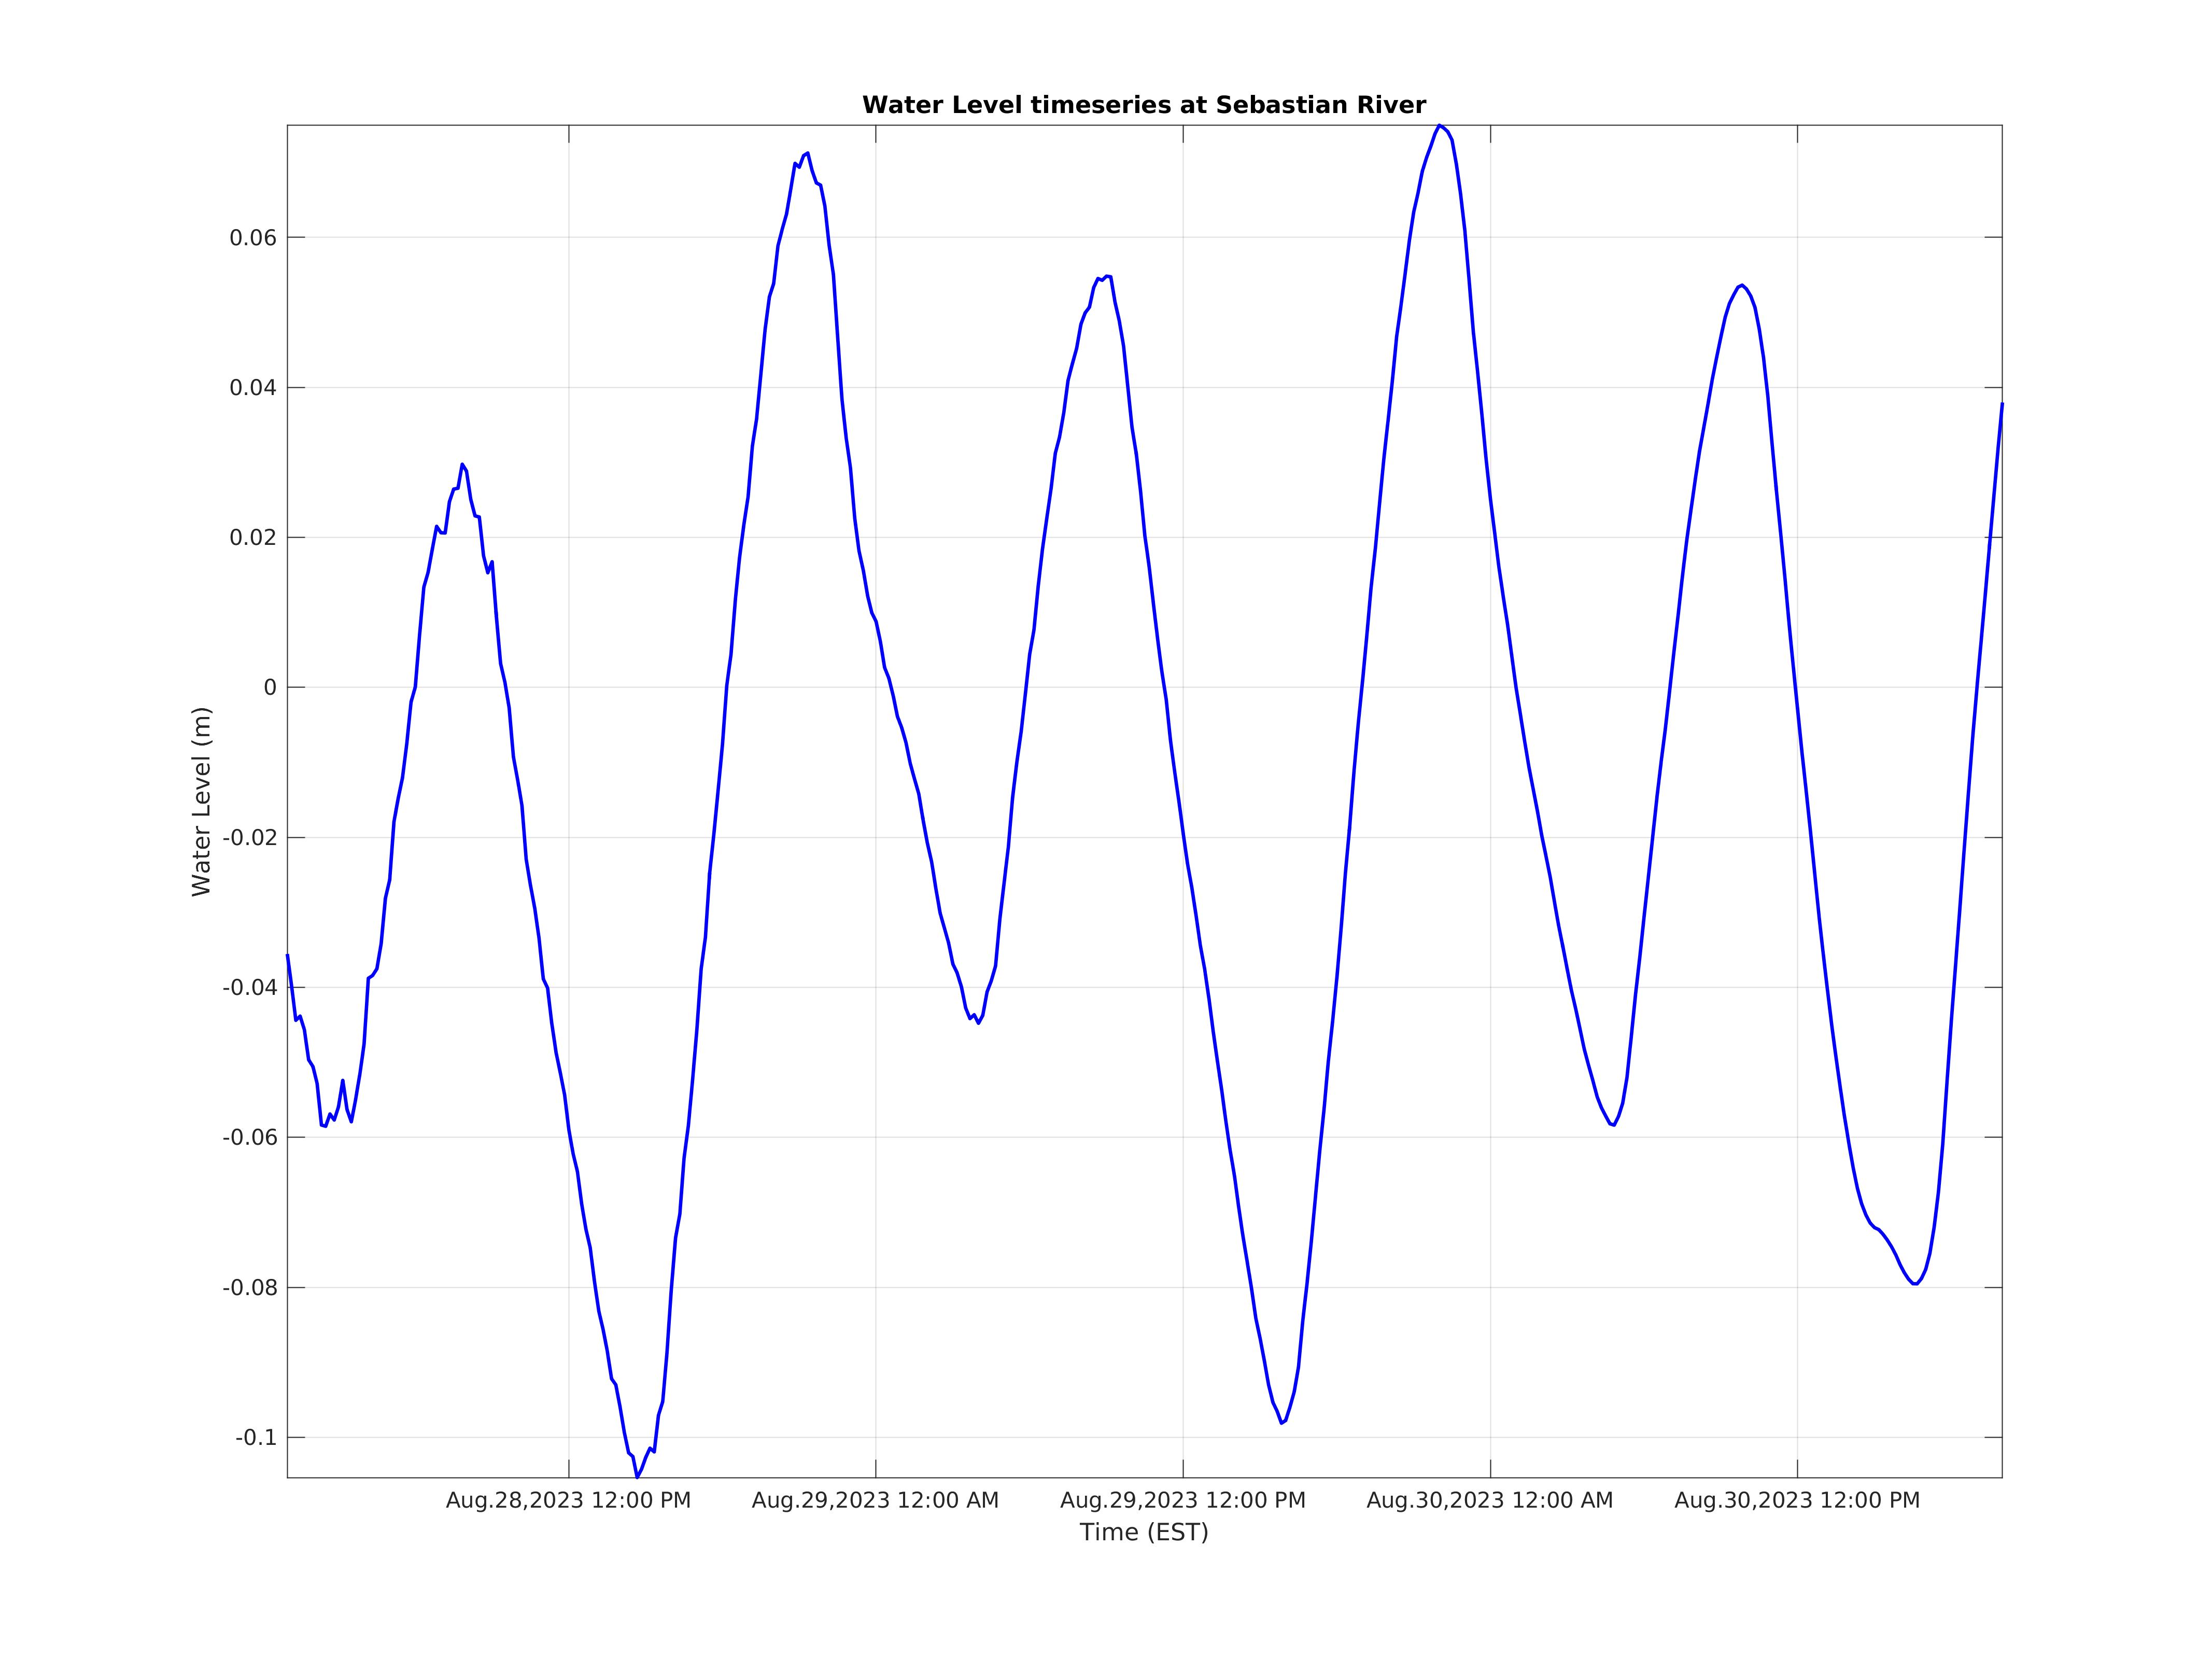 Water Level timeseries at Sebastian River
0.06
0.04
0.02
0
-0.02
-0.04
-0.06
-0.08
-0.1
Water Level (m)
Aug.28,2023 12:00 PM Aug.29,2023 12:00 AM Aug.29,2023 12:00 PM Aug.30,2023 12:00 AM Aug.30,2023 12:00 PM
Time (EST)